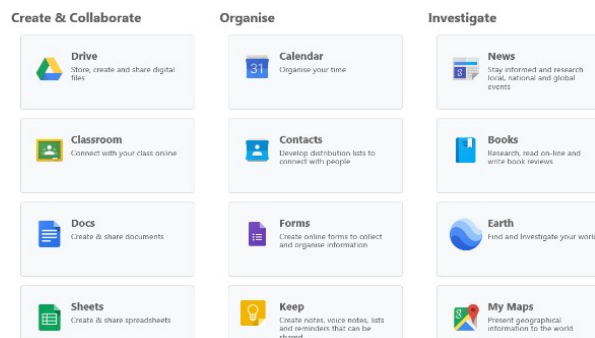 Create & Collaborate
Organise
Investigate
Drive
Store, create and share digital
files
Calendar
31
Organise your time
News
Stay informed and research
local, national and global
events
Classroom
Connect with your class online
Contacts
Develop distribution lists to
connect with people
Books
Research, read on-line and
write book reviews
Docs
Create & share documents
Forms
Create online forms to collect
and organise information
Earth
Find and Investigate your world
Sheets
Create & share spreadsheets
Keep
Create notes, voice notes, lists
and reminders that can be
shared
My Maps
Present geographical
information to the world